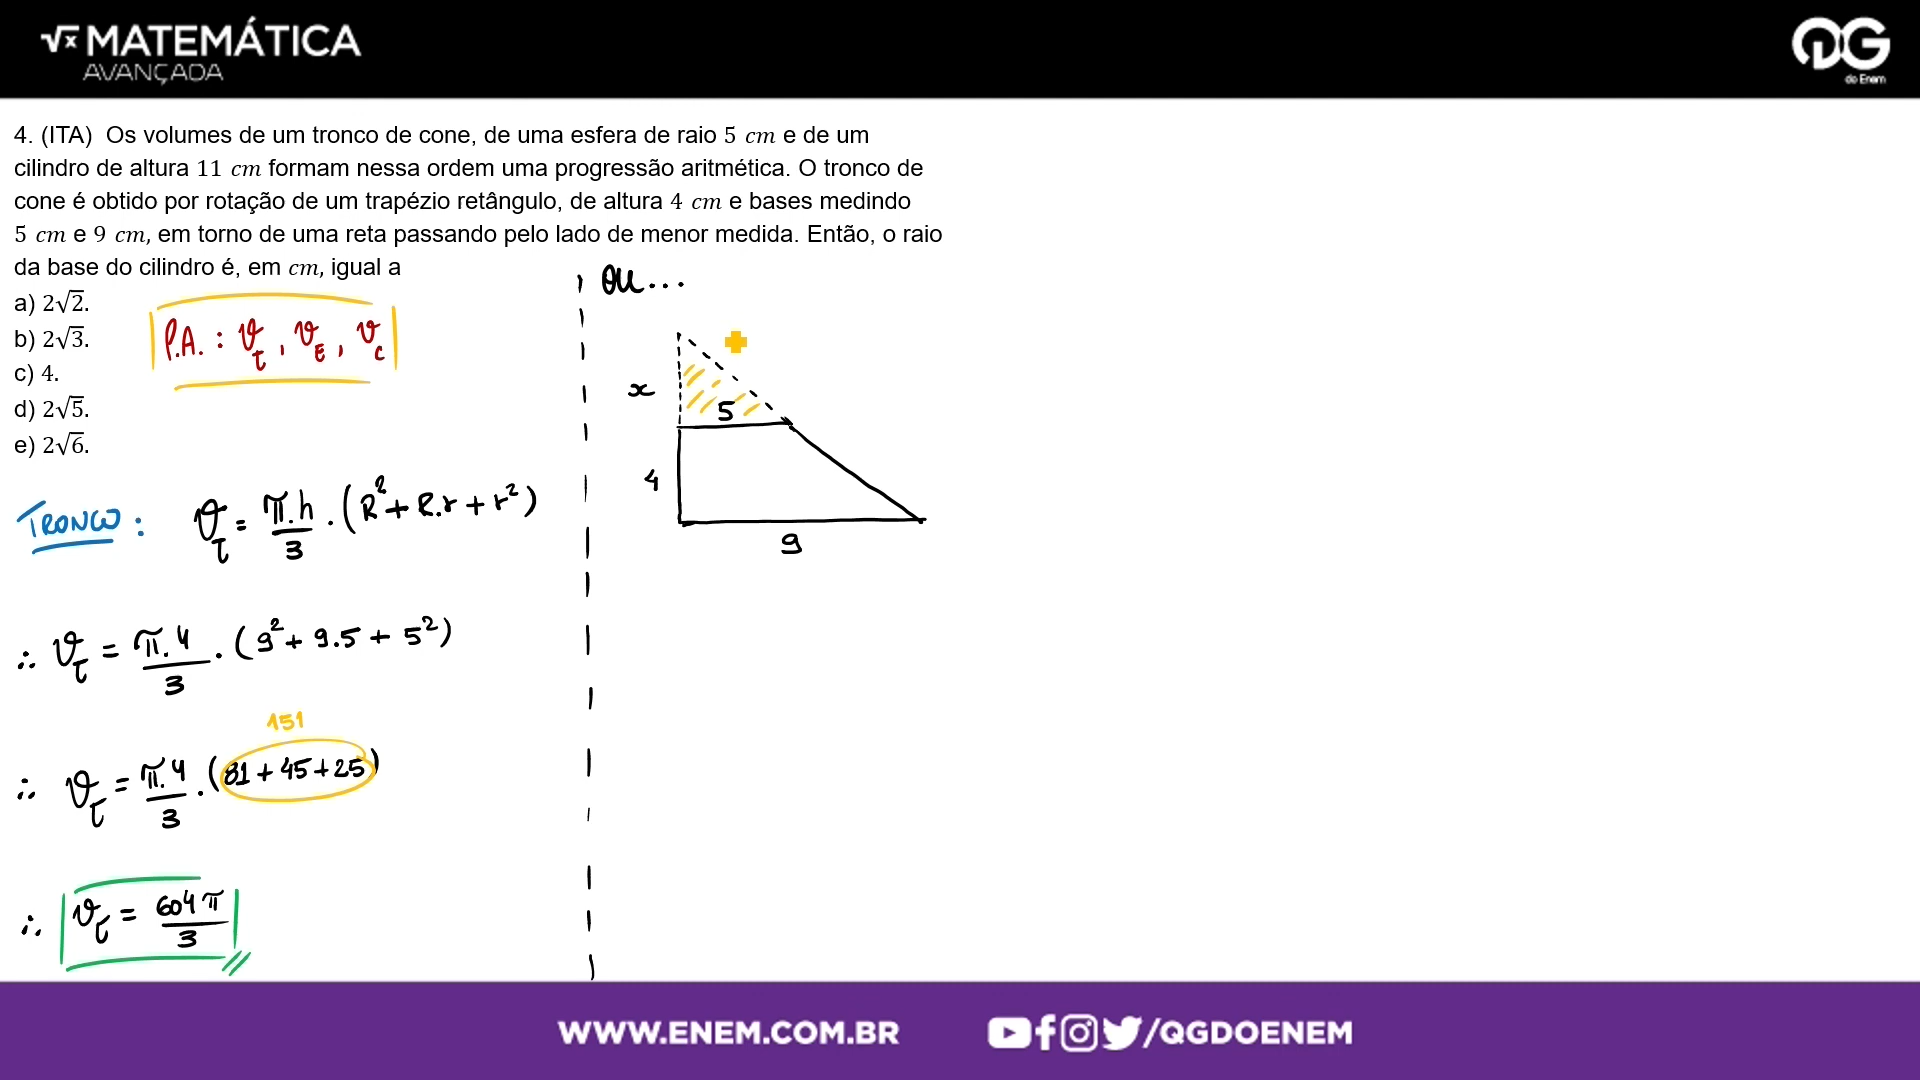 √x MATEMÁTICA
AVANÇADA
QG
do Enem
4. (ITA) Os volumes de um tronco de cone, de uma esfera de raio 5 cm e de um
cilindro de altura 11 cm formam nessa ordem uma progressão aritmética. O tronco de
cone é obtido por rotação de um trapézio retângulo, de altura 4 cm e bases medindo
5 cm e 9 cm, em torno de uma reta passando pelo lado de menor medida. Então, o raio
da base do cilindro é, em cm, igual a
a) 2√2.
b) 2√3.
c) 4.
d) 2√5.
e) 2√6.
P.A. : V_T, V_E, V_C
TRONCO: V_T = π.h/3 . (R² + R.r + r²)
∴ V_T = π.4/3 . (9² + 9.5 + 5²)
151
∴ V_T = π.4/3 . (81 + 45 + 25)
∴ V_T = 604π/3
OU...
x
5
4
9
WWW.ENEM.COM.BR
/QGDOENEM